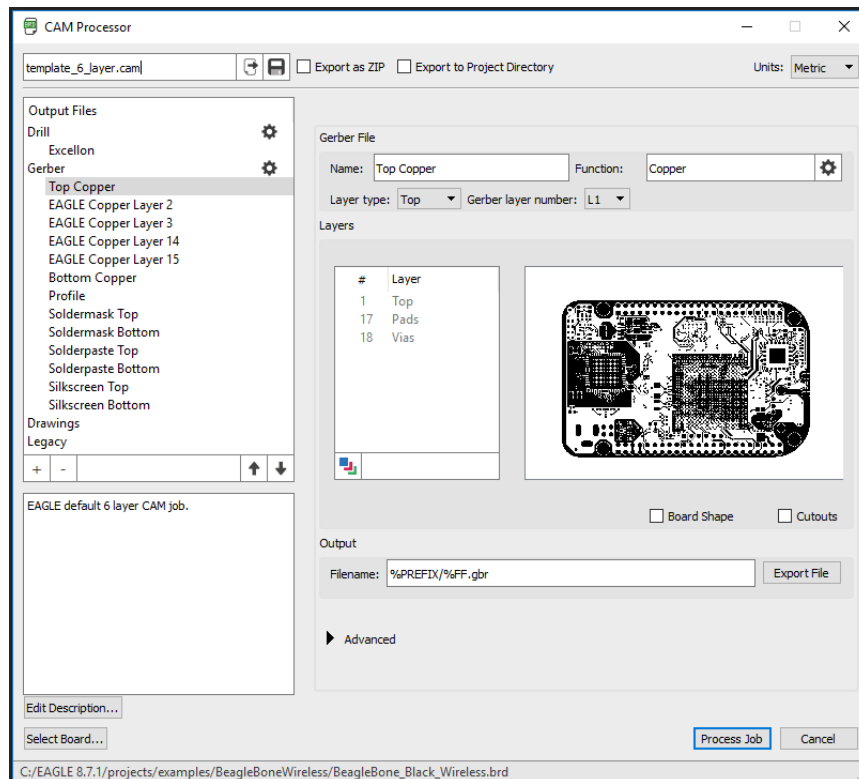 CAM Processor
template_6_layer.cam
Export as ZIP
Export to Project Directory
Units: Metric
Output Files
Drill
Excellon
Gerber
Top Copper
EAGLE Copper Layer 2
EAGLE Copper Layer 3
EAGLE Copper Layer 14
EAGLE Copper Layer 15
Bottom Copper
Profile
Soldermask Top
Soldermask Bottom
Solderpaste Top
Solderpaste Bottom
Silkscreen Top
Silkscreen Bottom
Drawings
Legacy
+ -
EAGLE default 6 layer CAM job.
Edit Description...
Select Board...
Gerber File
Name: Top Copper Function: Copper
Layer type: Top Gerber layer number: L1
Layers
# Layer
1 Top
17 Pads
18 Vias
Board Shape Cutouts
Output
Filename: %PREFIX/%FF.gbr Export File
Advanced
Process Job Cancel
C:/EAGLE 8.7.1/projects/examples/BeagleBoneWireless/BeagleBone_Black_Wireless.brd